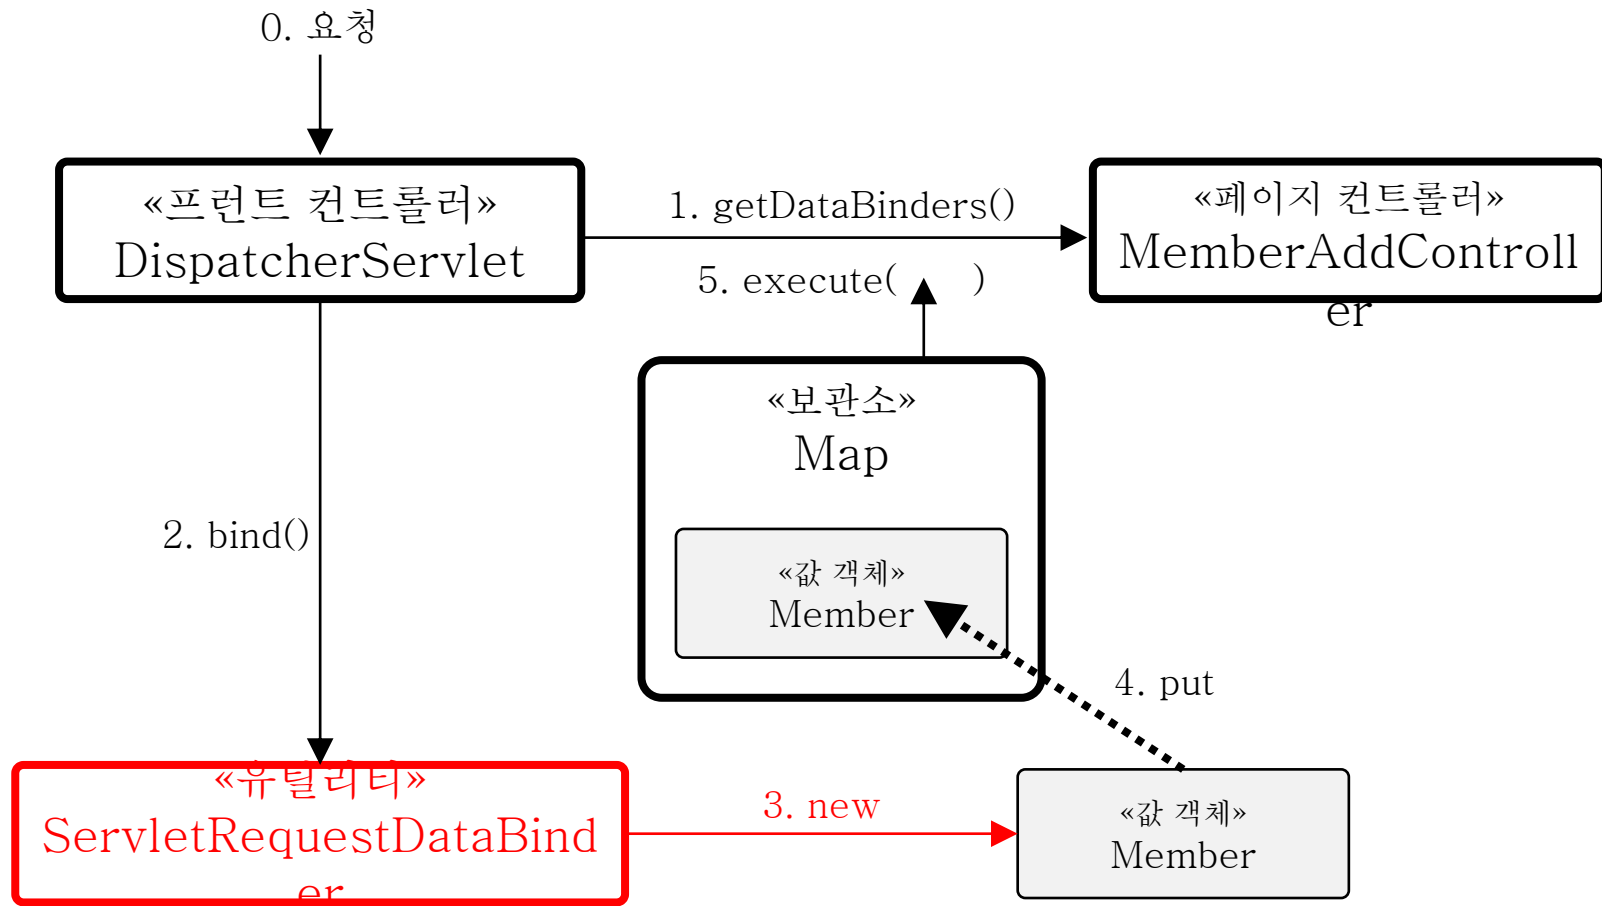 0. 요청
«프런트 컨트롤러»
DispatcherServlet
1. getDataBinders()
5. execute( )
«페이지 컨트롤러»
MemberAddControll
er
«보관소»
Map
«값 객체»
Member
2. bind()
4. put
«유틸리티»
ServletRequestDataBind
er
3. new
«값 객체»
Member